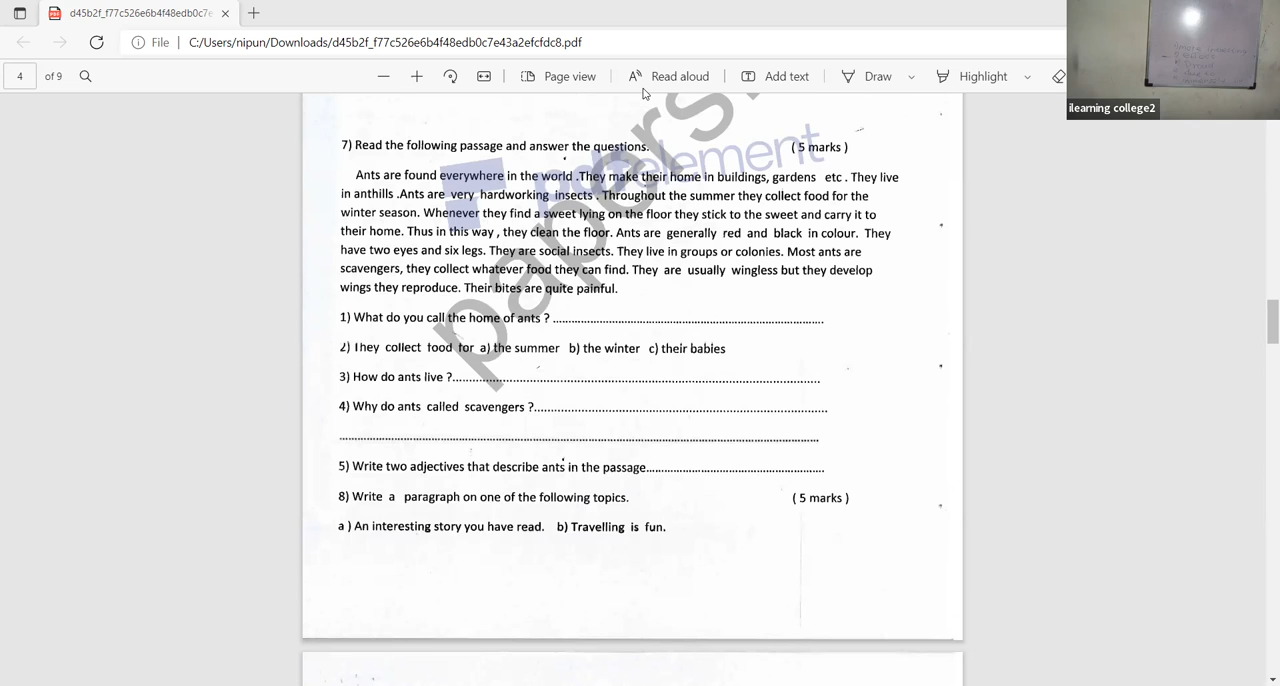 d45b2f_f77c526e6b4f48edb0c7e
File C:/Users/nipun/Downloads/d45b2f_f77c526e6b4f48edb0c7e43a2efcfdc8.pdf
4 of 9 Page view Read aloud Add text Draw Highlight
ilearning college2
papers
pdfelement
7) Read the following passage and answer the questions. ( 5 marks )
Ants are found everywhere in the world .They make their home in buildings, gardens etc . They live
in anthills .Ants are very hardworking insects . Throughout the summer they collect food for the
winter season. Whenever they find a sweet lying on the floor they stick to the sweet and carry it to
their home. Thus in this way , they clean the floor. Ants are generally red and black in colour. They
have two eyes and six legs. They are social insects. They live in groups or colonies. Most ants are
scavengers, they collect whatever food they can find. They are usually wingless but they develop
wings they reproduce. Their bites are quite painful.
1) What do you call the home of ants ? ........................................................................
2) They collect food for a) the summer b) the winter c) their babies
3) How do ants live ?........................................................................
4) Why do ants called scavengers ?........................................................................
........................................................................
5) Write two adjectives that describe ants in the passage................................................
8) Write a paragraph on one of the following topics. ( 5 marks )
a ) An interesting story you have read. b) Travelling is fun.